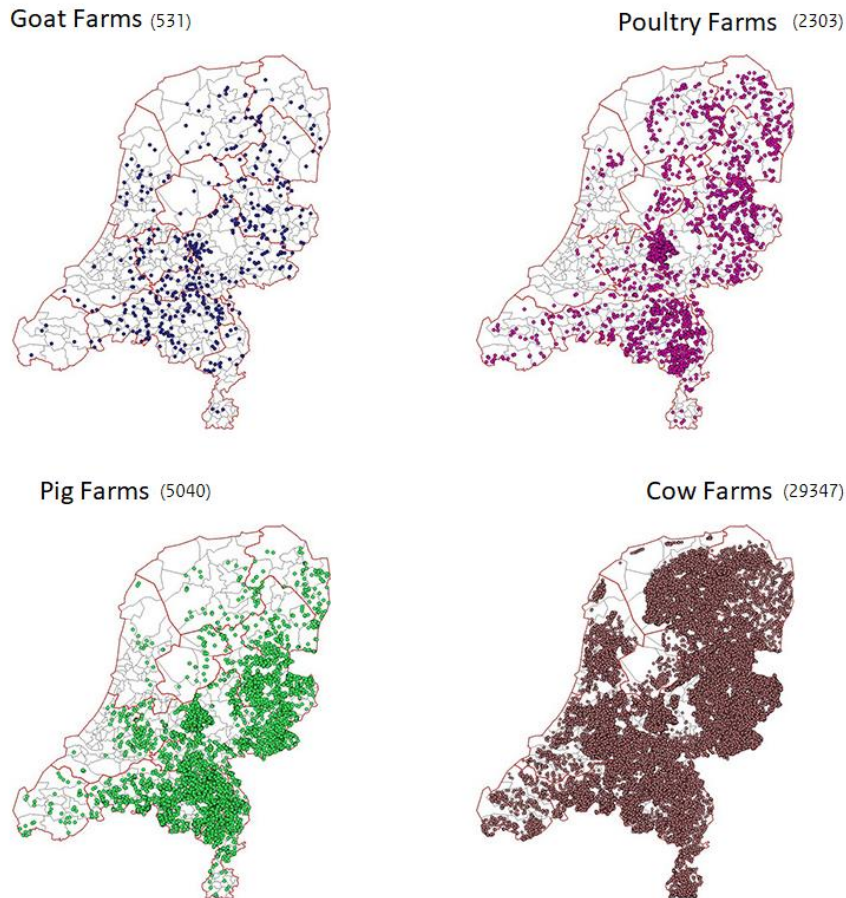 Goat Farms (531)
Poultry Farms (2303)
Pig Farms (5040)
Cow Farms (29347)